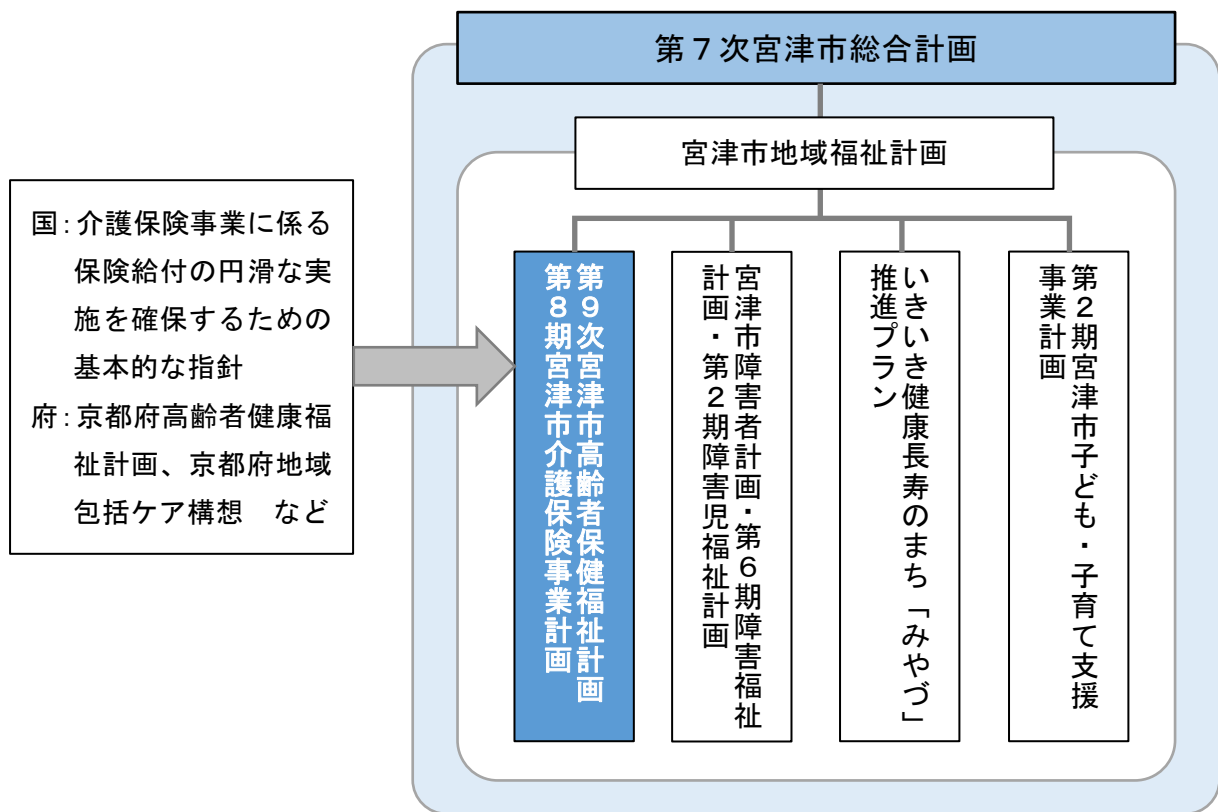 第７次宮津市総合計画
宮津市地域福祉計画
国：介護保険事業に係る
保険給付の円滑な実
施を確保するための
基本的な指針
府：京都府高齢者健康福
祉計画、京都府地域
包括ケア構想　など
第９次宮津市高齢者保健福祉計画
第８期宮津市介護保険事業計画
宮津市障害者計画・第６期障害福祉
計画・第２期障害児福祉計画
いきいき健康長寿のまち「みやづ」
推進プラン
第２期宮津市子ども・子育て支援
事業計画